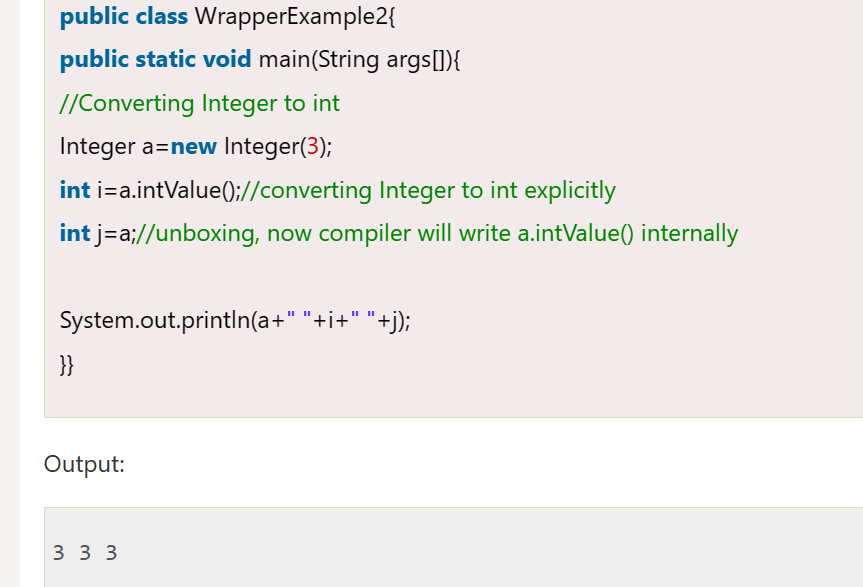 public class WrapperExample2{
public static void main(String args[]){
//Converting Integer to int
Integer a=new Integer(3);
int i=a.intValue();//converting Integer to int explicitly
int j=a;//unboxing, now compiler will write a.intValue() internally
System.out.println(a+" "+i+" "+j);
}}
Output:
3 3 3